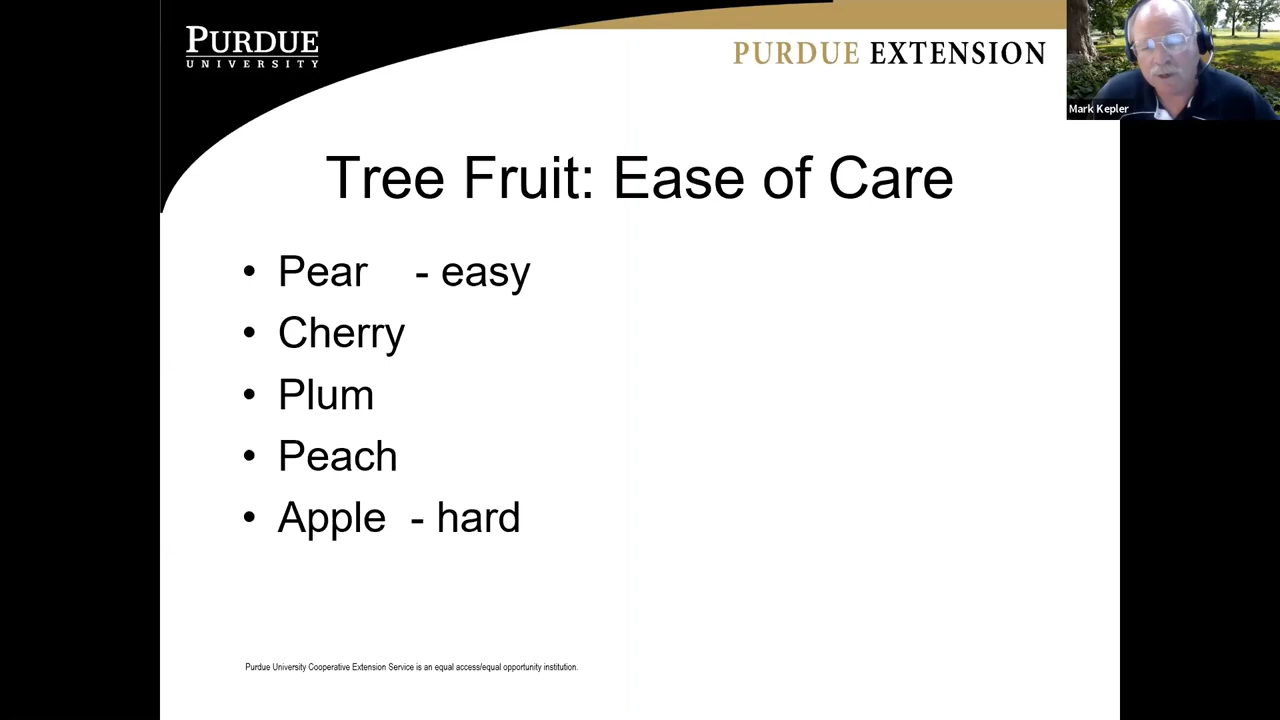 PURDUE
UNIVERSITY
PURDUE EXTENSION
Mark Kepler
Tree Fruit: Ease of Care
• Pear - easy
• Cherry
• Plum
• Peach
• Apple - hard
Purdue University Cooperative Extension Service is an equal access/equal opportunity institution.